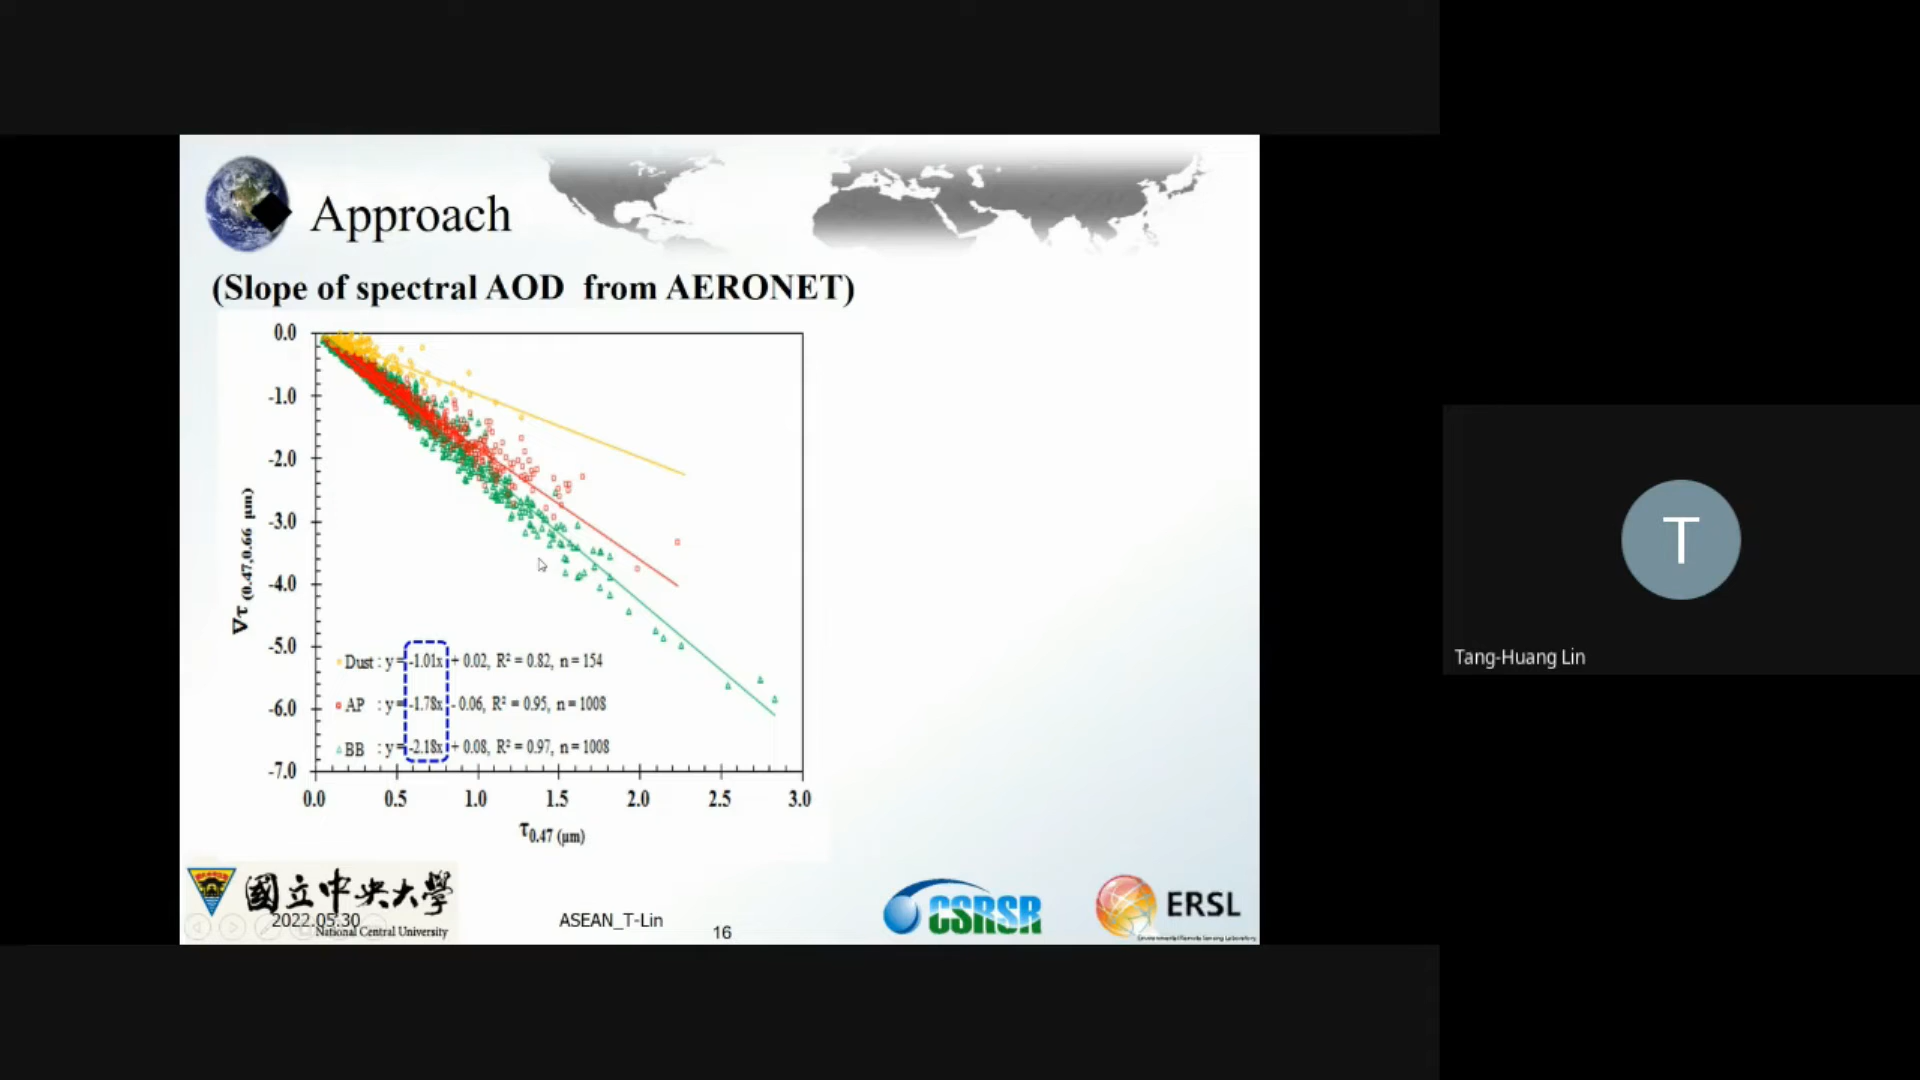 Approach
(Slope of spectral AOD from AERONET)
0.0
-1.0
-2.0
-3.0
-4.0
-5.0
-6.0
-7.0
∇τ (0.47,0.66 μm)
Dust : y = -1.01x + 0.02, R² = 0.82, n = 154
AP : y = -1.78x - 0.06, R² = 0.95, n = 1008
BB : y = -2.18x + 0.08, R² = 0.97, n = 1008
0.0 0.5 1.0 1.5 2.0 2.5 3.0
τ0.47 (μm)
T
Tang-Huang Lin
國立中央大學
National Central University
2022.05.30
ASEAN_T-Lin
16
CSRSR
ERSL
Environmental Remote Sensing Laboratory